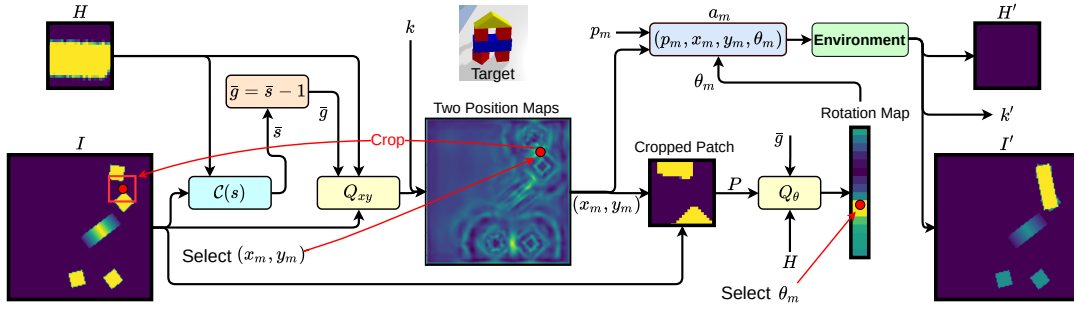 H
k
Target
p_m
a_m
(p_m, x_m, y_m, θ_m)
Environment
H′
g̅ = s̅ − 1
g̅
s̅
θ_m
k′
Two Position Maps
Rotation Map
I
Crop
Cropped Patch
g̅
I′
C(s)
Q_xy
(x_m, y_m)
P
Q_θ
Select (x_m, y_m)
H
Select θ_m